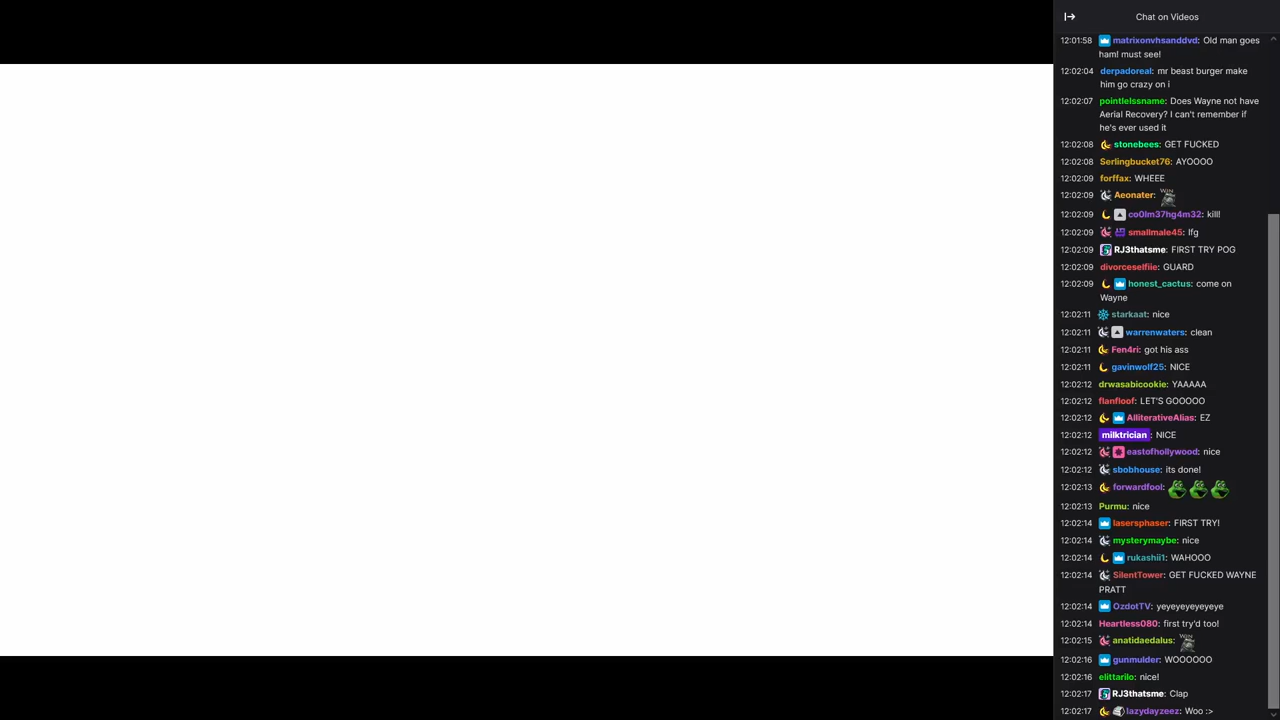 Chat on Videos
12:01:58 matrixonvhsanddvd: Old man goes
ham! must see!
12:02:04 derpadoreal: mr beast burger make
him go crazy on i
12:02:07 pointlelssname: Does Wayne not have
Aerial Recovery? I can't remember if
he's ever used it
12:02:08 stonebees: GET FUCKED
12:02:08 Serlingbucket76: AYOOOO
12:02:09 forffax: WHEEE
12:02:09 Aeonater: WIN
12:02:09 co0lm37hg4m32: kill!
12:02:09 smallmale45: lfg
12:02:09 RJ3thatsme: FIRST TRY POG
12:02:09 divorceselfiie: GUARD
12:02:09 honest_cactus: come on
Wayne
12:02:11 starkaat: nice
12:02:11 warrenwaters: clean
12:02:11 Fen4ri: got his ass
12:02:11 gavinwolf25: NICE
12:02:12 drwasabicookie: YAAAAA
12:02:12 flanfloof: LET'S GOOOOO
12:02:12 AlliterativeAlias: EZ
12:02:12 milktrician: NICE
12:02:12 eastofhollywood: nice
12:02:12 sbobhouse: its done!
12:02:13 forwardfool:
12:02:13 Purmu: nice
12:02:14 lasersphaser: FIRST TRY!
12:02:14 mysterymaybe: nice
12:02:14 rukashii1: WAHOOO
12:02:14 SilentTower: GET FUCKED WAYNE
PRATT
12:02:14 OzdotTV: yeyeyeyeyeyeye
12:02:14 Heartless080: first try'd too!
12:02:15 anatidaedalus: WIN
12:02:16 gunmulder: WOOOOOO
12:02:16 elittarilo: nice!
12:02:17 RJ3thatsme: Clap
12:02:17 lazydayzeez: Woo :>